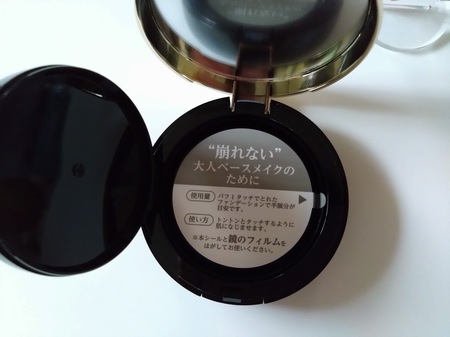 “崩れない”
大人ベースメイクの
ために
使用量
パフ1タッチでとれた
ファンデーションで半顔分が
目安です。
使い方
トントンとタッチするように
肌になじませます。
※本シールと鏡のフィルムを
はがしてお使いください。